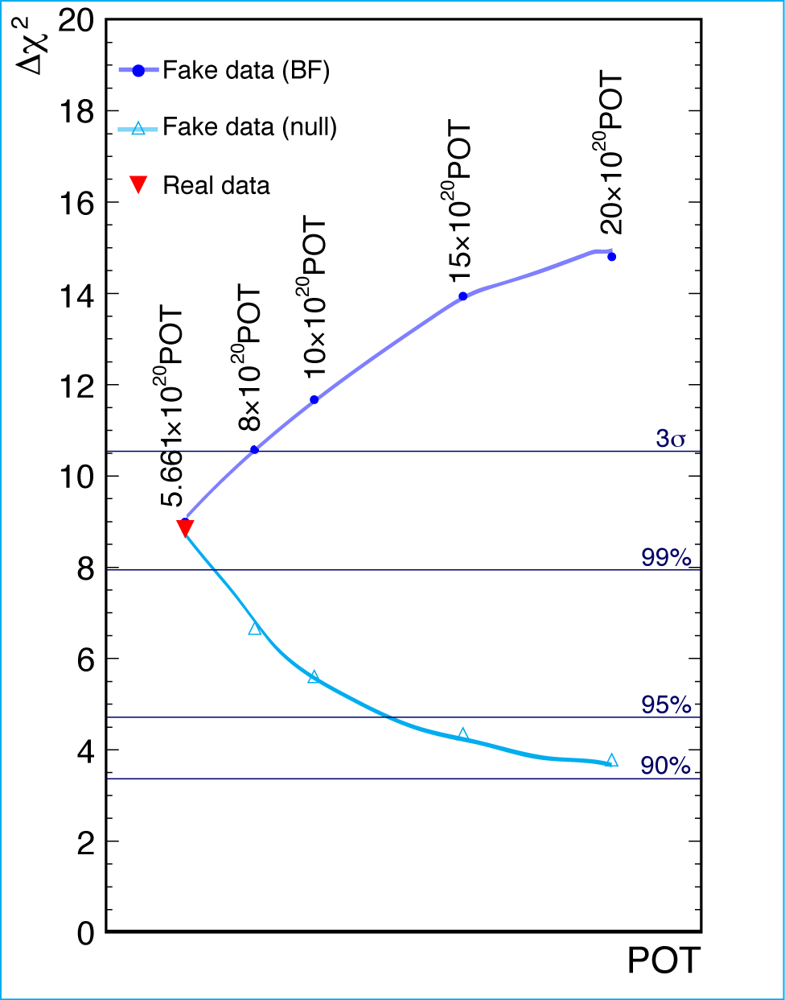 Δχ²
20
18
16
14
12
10
8
6
4
2
0
Fake data (BF)
Fake data (null)
Real data
5.661×10²⁰POT
8×10²⁰POT
10×10²⁰POT
15×10²⁰POT
20×10²⁰POT
3σ
99%
95%
90%
POT